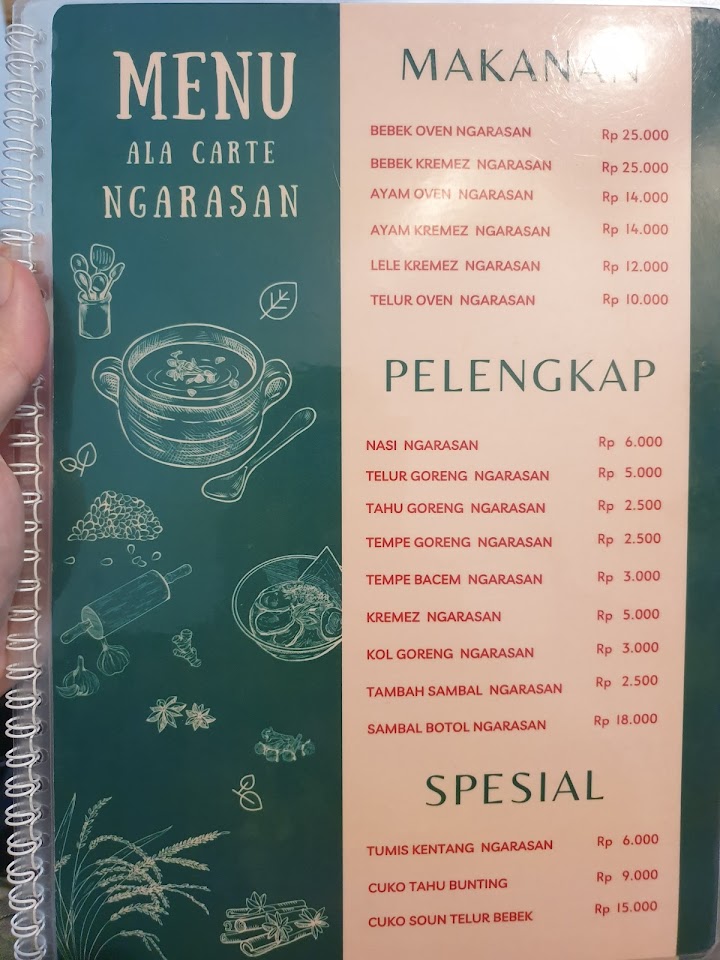 MENU
ALA CARTE
NGARASAN
MAKANAN
BEBEK OVEN NGARASAN Rp 25.000
BEBEK KREMEZ NGARASAN Rp 25.000
AYAM OVEN NGARASAN Rp 14.000
AYAM KREMEZ NGARASAN Rp 14.000
LELE KREMEZ NGARASAN Rp 12.000
TELUR OVEN NGARASAN Rp 10.000
PELENGKAP
NASI NGARASAN Rp 6.000
TELUR GORENG NGARASAN Rp 5.000
TAHU GORENG NGARASAN Rp 2.500
TEMPE GORENG NGARASAN Rp 2.500
TEMPE BACEM NGARASAN Rp 3.000
KREMEZ NGARASAN Rp 5.000
KOL GORENG NGARASAN Rp 3.000
TAMBAH SAMBAL NGARASAN Rp 2.500
SAMBAL BOTOL NGARASAN Rp 18.000
SPESIAL
TUMIS KENTANG NGARASAN Rp 6.000
CUKO TAHU BUNTING Rp 9.000
CUKO SOUN TELUR BEBEK Rp 15.000